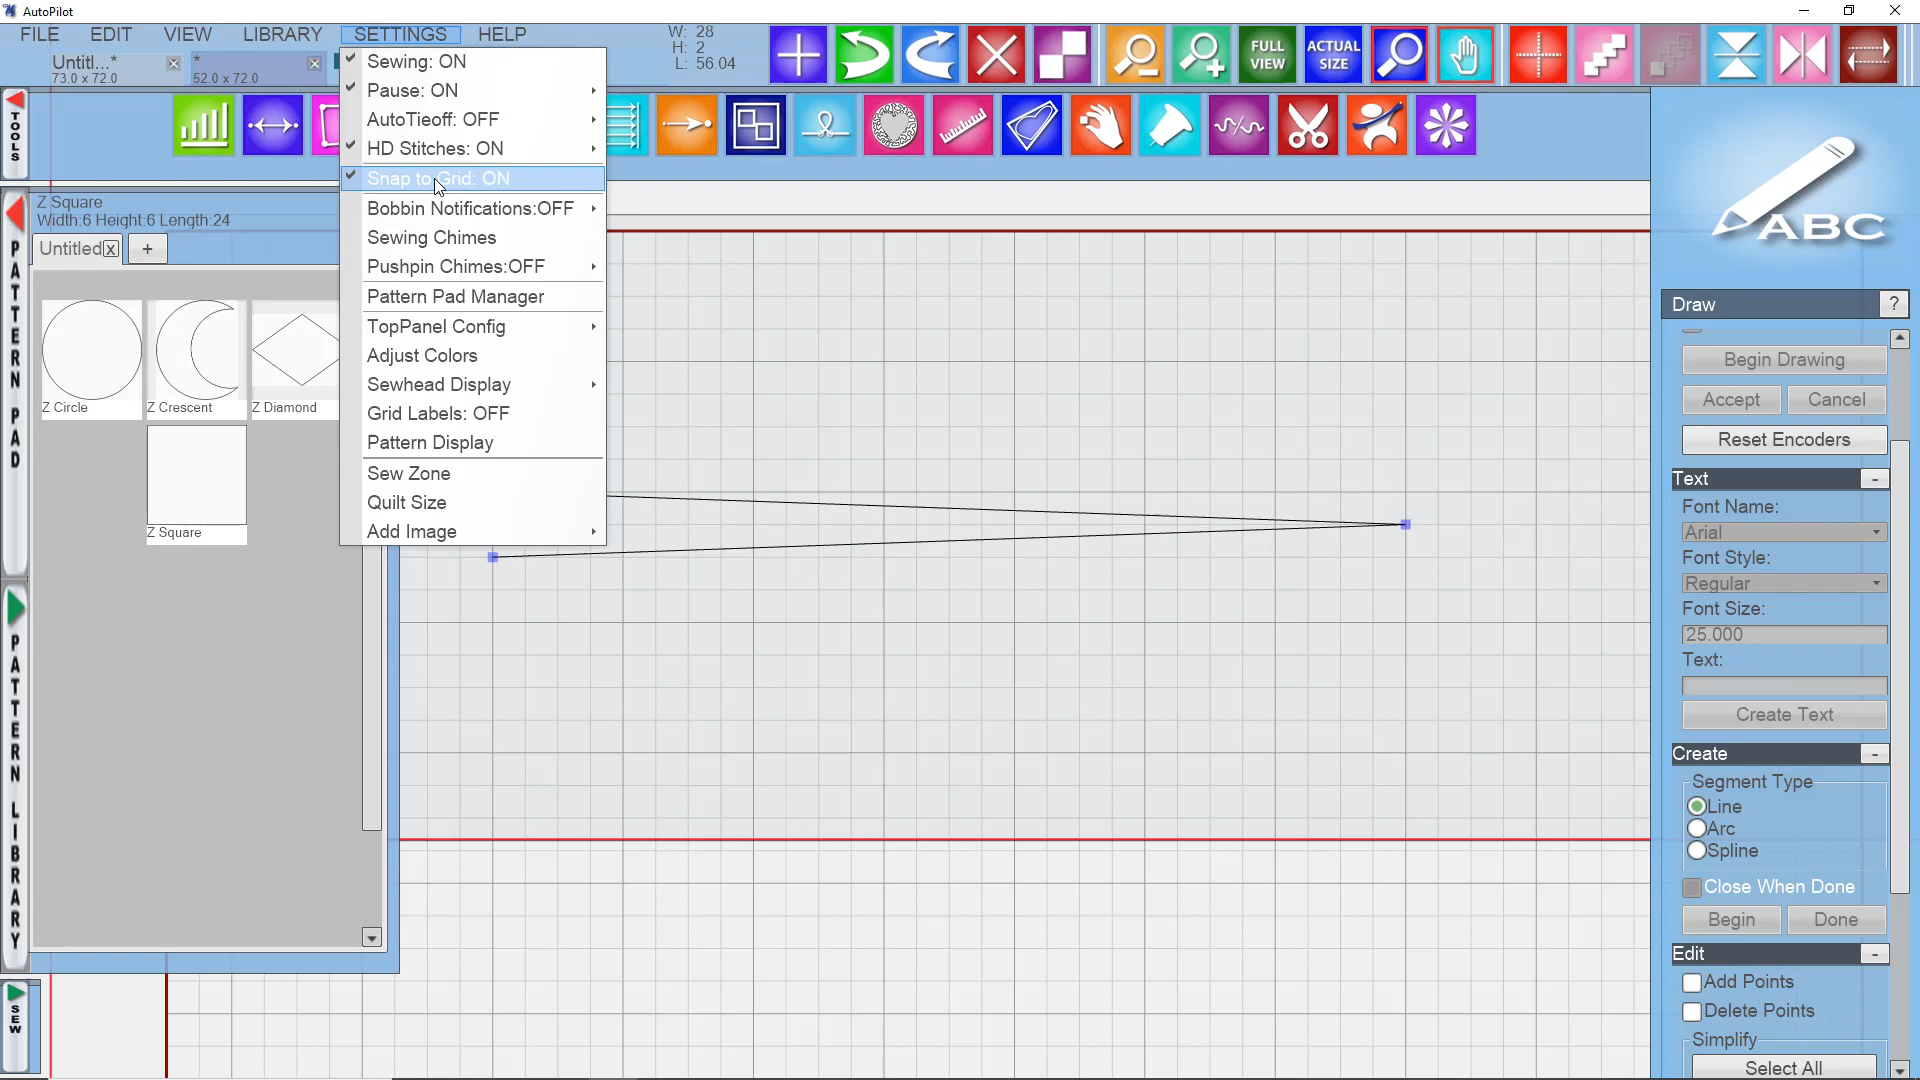 AutoPilot
FILE EDIT VIEW LIBRARY SETTINGS HELP
W: 28
H: 2
L: 56.04
FULL VIEW
ACTUAL SIZE
Untitl...*
73.0 x 72.0
*
52.0 x 72.0
TOOLS
Sewing: ON
Pause: ON
AutoTieoff: OFF
HD Stitches: ON
Snap to Grid: ON
Bobbin Notifications:OFF
Sewing Chimes
Pushpin Chimes:OFF
Pattern Pad Manager
TopPanel Config
Adjust Colors
Sewhead Display
Grid Labels: OFF
Pattern Display
Sew Zone
Quilt Size
Add Image
Z Square
Width:6 Height:6 Length:24
Untitled x +
PATTERN PAD
Z Circle
Z Crescent
Z Diamond
Z Square
PATTERN LIBRARY
SEW
ABC
Draw ?
Begin Drawing
Accept Cancel
Reset Encoders
Text -
Font Name:
Arial
Font Style:
Regular
Font Size:
25.000
Text:
Create Text
Create -
Segment Type
Line
Arc
Spline
Close When Done
Begin Done
Edit -
Add Points
Delete Points
Simplify
Select All